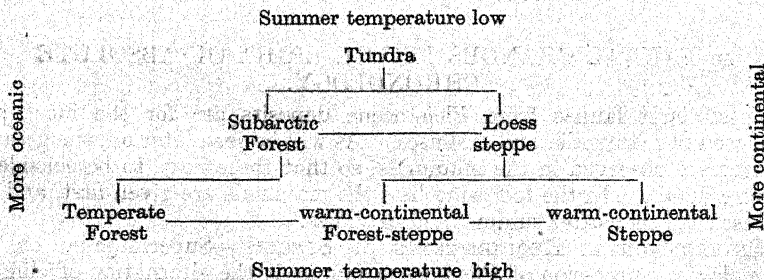 Summer temperature low
Tundra
More oceanic
More continental
Subarctic Forest
Loess steppe
Temperate Forest
warm-continental Forest-steppe
warm-continental Steppe
Summer temperature high